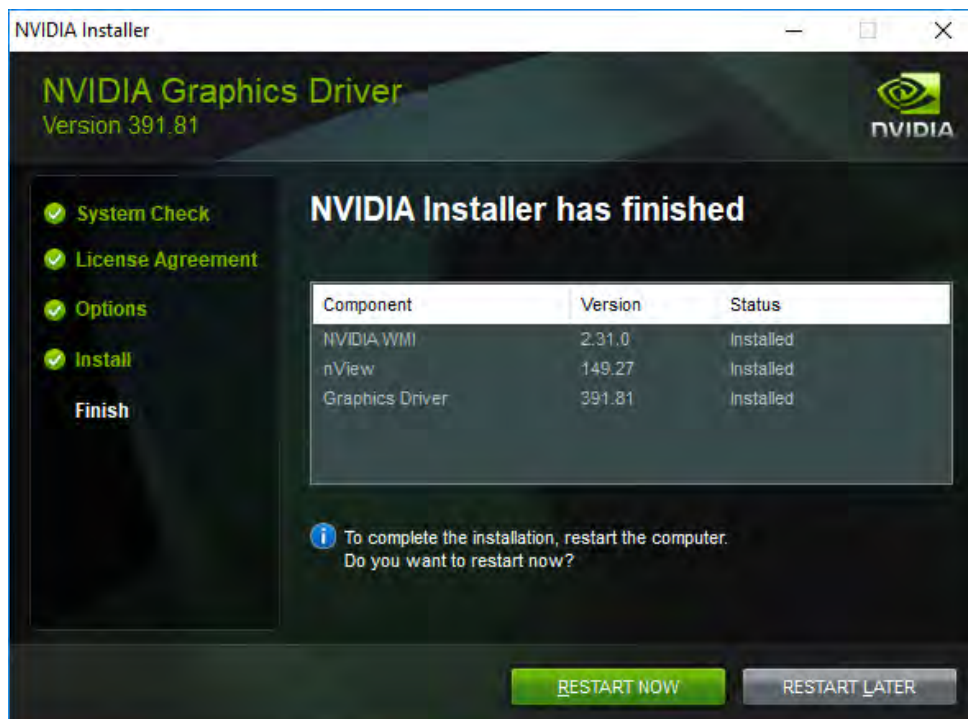 NVIDIA Installer
NVIDIA Graphics Driver
Version 391.81
NVIDIA
System Check
License Agreement
Options
Install
Finish
NVIDIA Installer has finished
Component Version Status
NVIDIA WMI 2.31.0 Installed
nView 149.27 Installed
Graphics Driver 391.81 Installed
To complete the installation, restart the computer.
Do you want to restart now?
RESTART NOW RESTART LATER